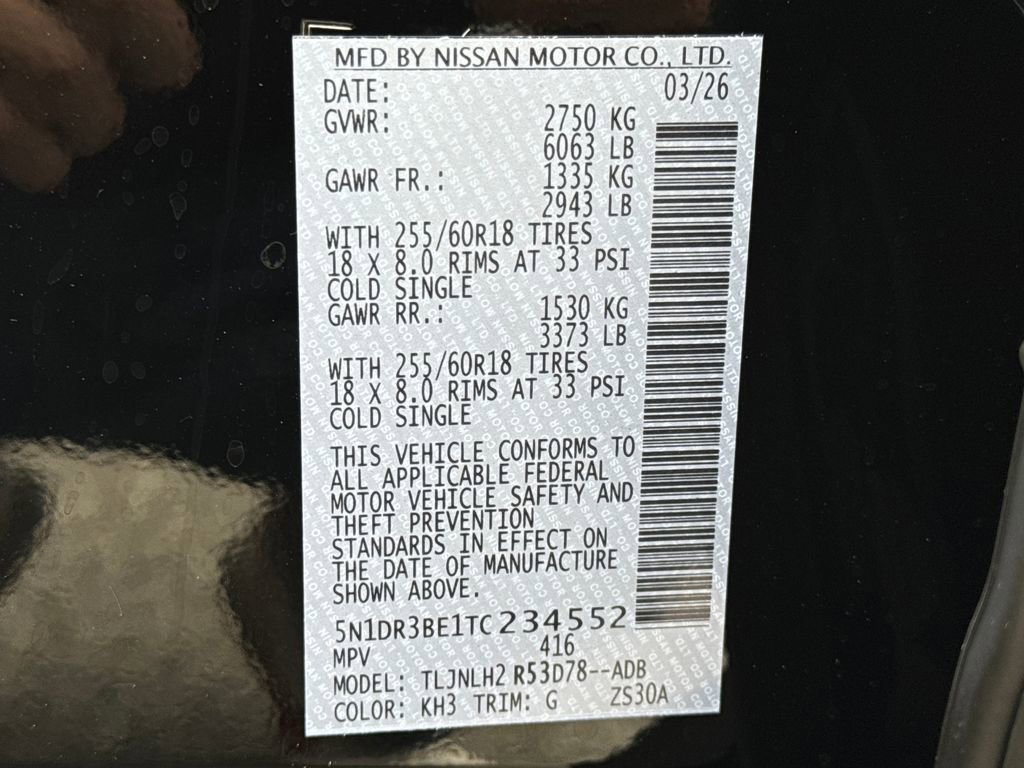 MFD BY NISSAN MOTOR CO., LTD.
DATE: 03/26
GVWR: 2750 KG
6063 LB
GAWR FR.: 1335 KG
2943 LB
WITH 255/60R18 TIRES
18 X 8.0 RIMS AT 33 PSI
COLD SINGLE
GAWR RR.: 1530 KG
3373 LB
WITH 255/60R18 TIRES
18 X 8.0 RIMS AT 33 PSI
COLD SINGLE
THIS VEHICLE CONFORMS TO
ALL APPLICABLE FEDERAL
MOTOR VEHICLE SAFETY AND
THEFT PREVENTION
STANDARDS IN EFFECT ON
THE DATE OF MANUFACTURE
SHOWN ABOVE.
5N1DR3BE1TC234552
MPV 416
MODEL: TLJNLH2 R53D78--ADB
COLOR: KH3 TRIM: G ZS30A